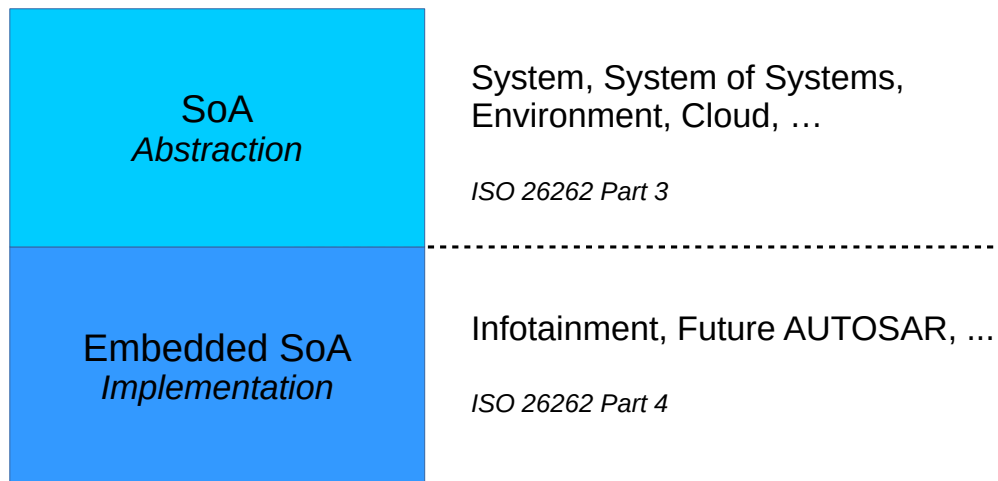 SoA
Abstraction
System, System of Systems,
Environment, Cloud, …
ISO 26262 Part 3
Embedded SoA
Implementation
Infotainment, Future AUTOSAR, ...
ISO 26262 Part 4